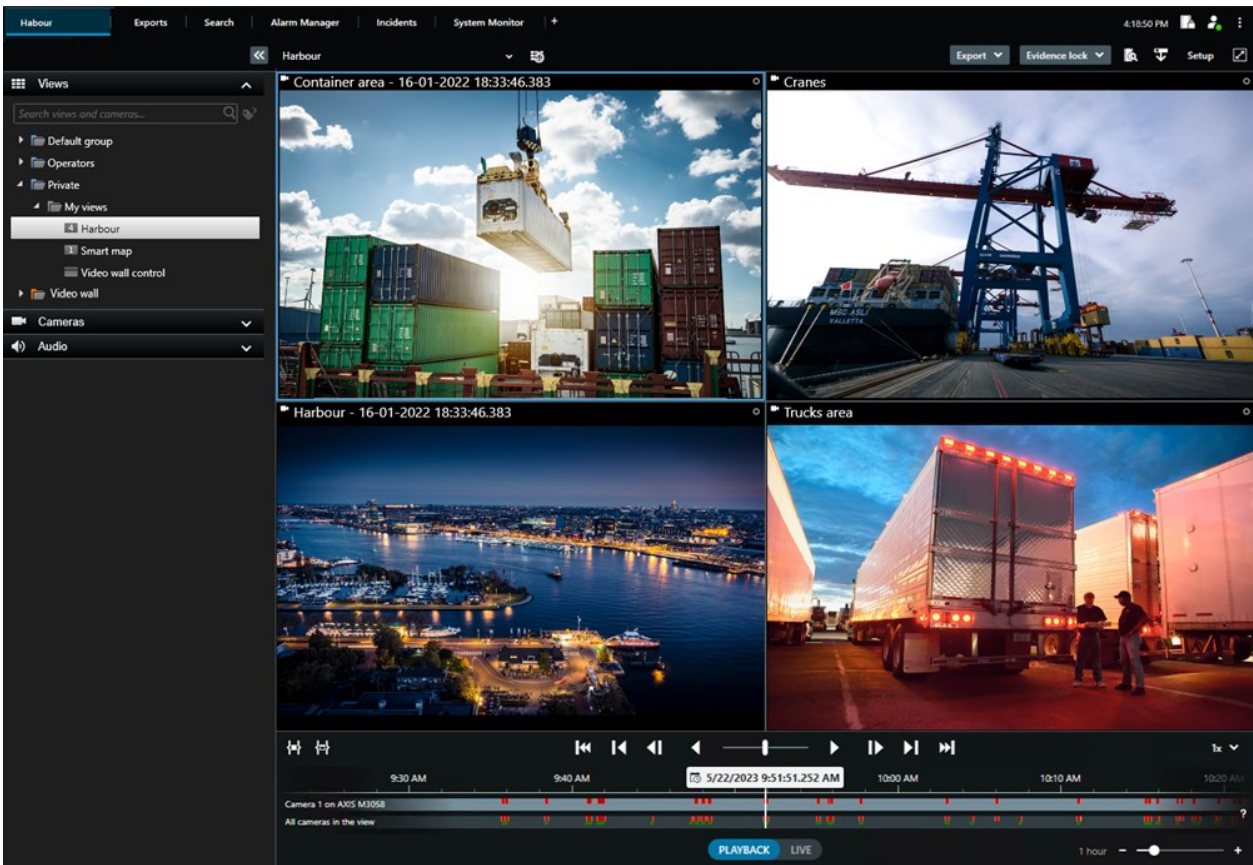 Habour Exports Search Alarm Manager Incidents System Monitor + 4:18:50 PM
Harbour Export Evidence lock Setup
Views
Search views and cameras...
Default group
Operators
Private
My views
4 Harbour
1 Smart map
Video wall control
Video wall
Cameras
Audio
Container area - 16-01-2022 18:33:46.383
Cranes
MSC ASLI
VALLETTA
Harbour - 16-01-2022 18:33:46.383
Trucks area
1x
9:30 AM 9:40 AM 5/22/2023 9:51:51.252 AM 10:00 AM 10:10 AM 10:20 AM
Camera 1 on AXIS M3058
All cameras in the view
?
PLAYBACK LIVE
1 hour - +